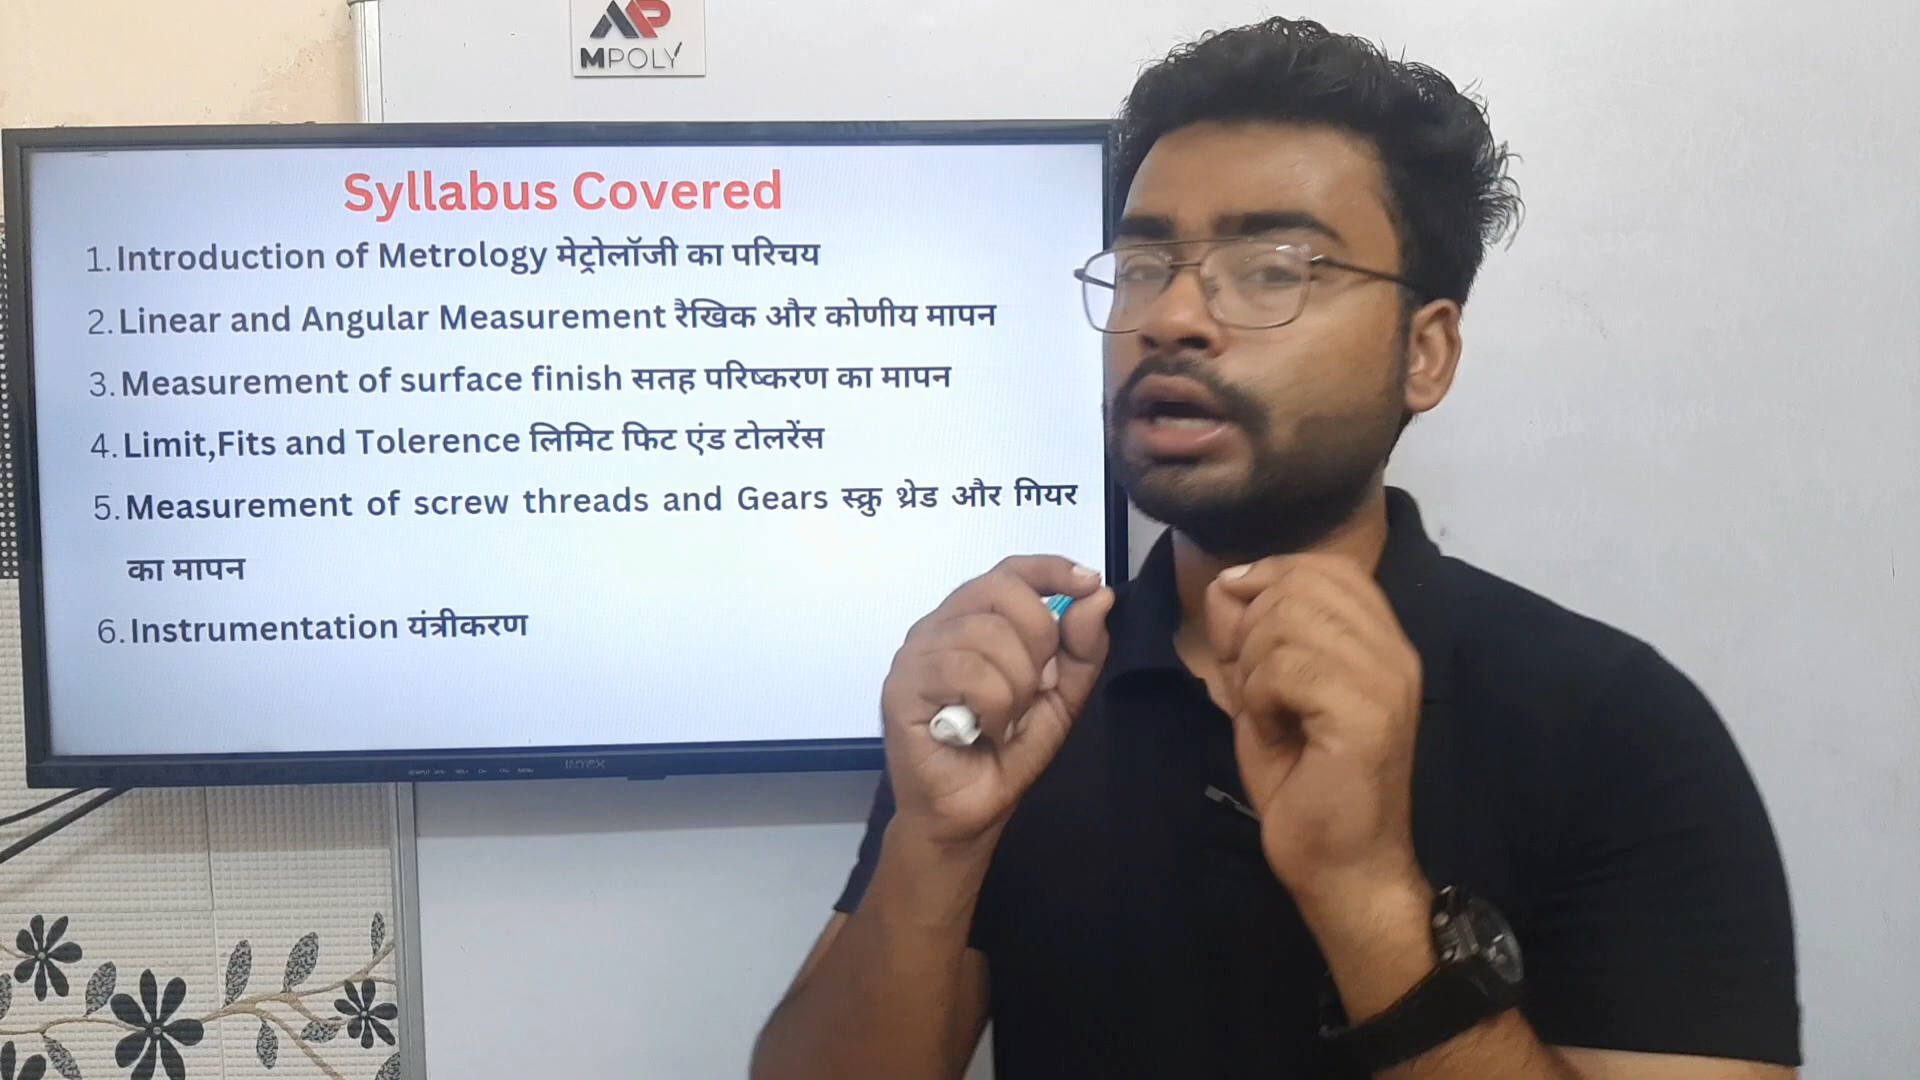 MPOLY
Syllabus Covered
1. Introduction of Metrology मेट्रोलॉजी का परिचय
2. Linear and Angular Measurement रैखिक और कोणीय मापन
3. Measurement of surface finish सतह परिष्करण का मापन
4. Limit,Fits and Tolerence लिमिट फिट एंड टोलरेंस
5. Measurement of screw threads and Gears स्क्रु थ्रेड और गियर
का मापन
6. Instrumentation यंत्रीकरण
INTEX